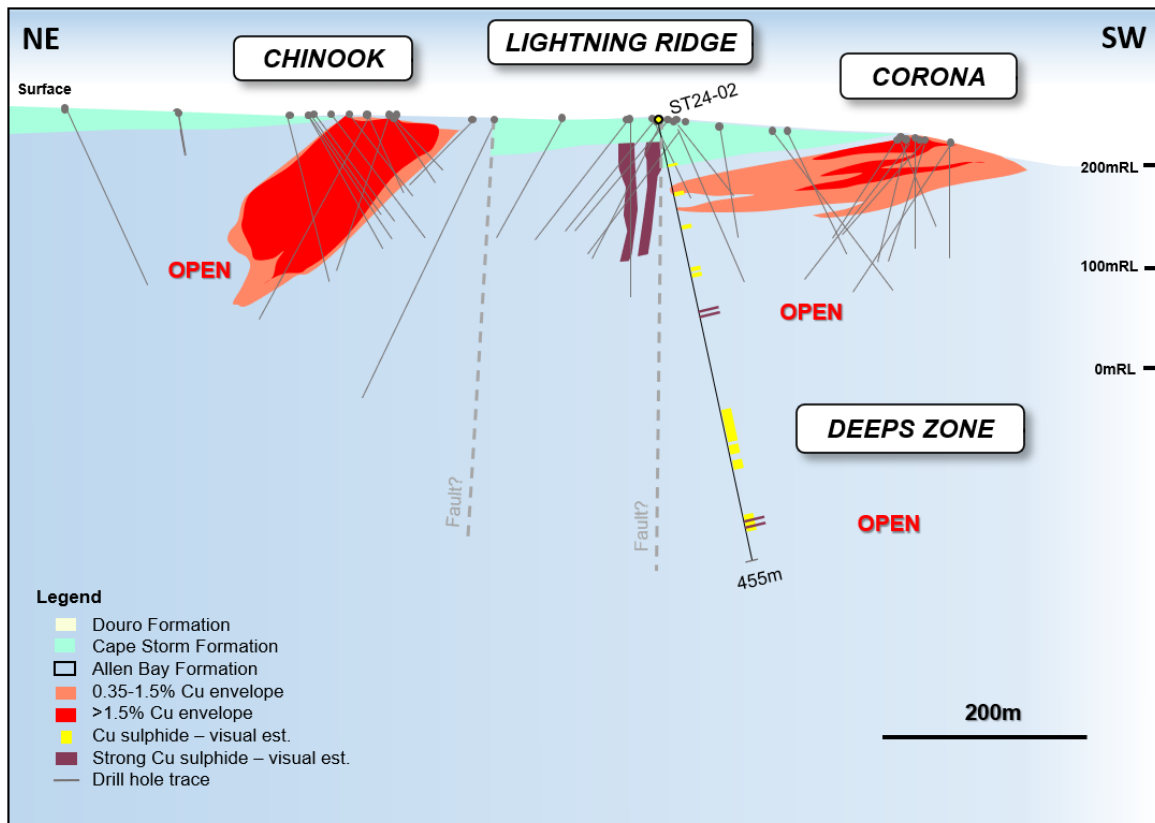 NE
LIGHTNING RIDGE
SW
CHINOOK
CORONA
Surface
ST24-02
200mRL
OPEN
100mRL
OPEN
0mRL
DEEPS ZONE
Fault?
Fault?
OPEN
455m
Legend
Douro Formation
Cape Storm Formation
Allen Bay Formation
0.35-1.5% Cu envelope
>1.5% Cu envelope
Cu sulphide – visual est.
Strong Cu sulphide – visual est.
Drill hole trace
200m